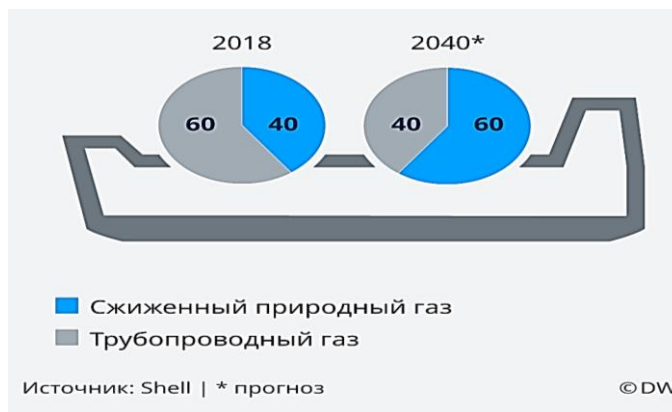 2018 2040*
60 40 40 60
Сжиженный природный газ
Трубопроводный газ
Источник: Shell | * прогноз ©DW